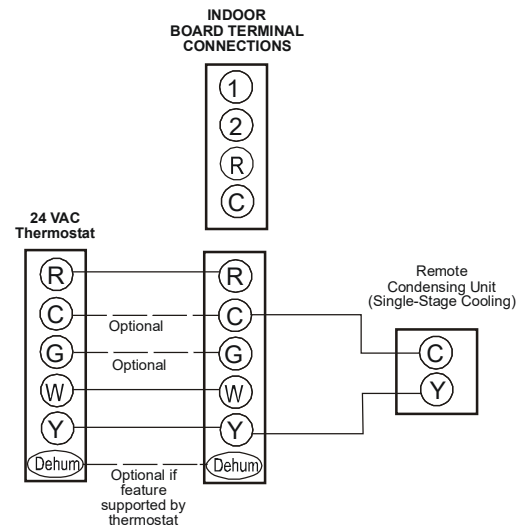 INDOOR
BOARD TERMINAL
CONNECTIONS
1
2
R
C
24 VAC
Thermostat
R
C
G
W
Y
Dehum
Optional
Optional
Optional if
feature
supported by
thermostat
R
C
G
W
Y
Dehum
Remote
Condensing Unit
(Single-Stage Cooling)
C
Y